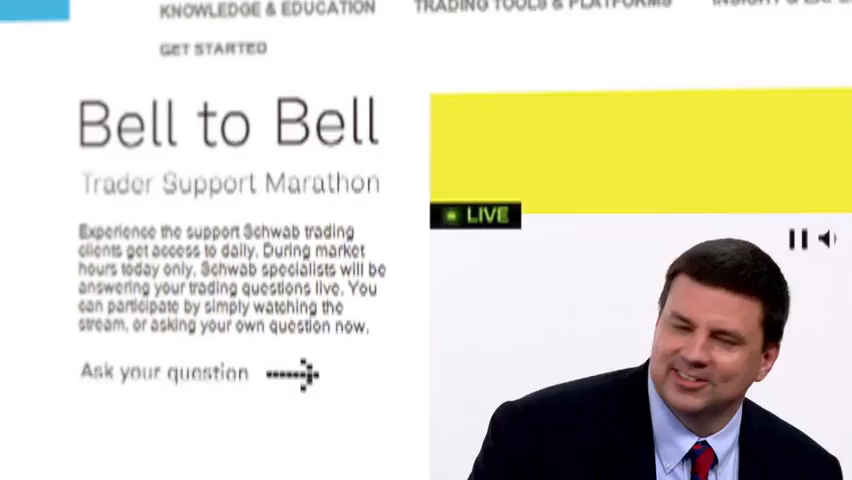 KNOWLEDGE & EDUCATION
TRADING TOOLS & PLATFORMS
INSIGHT &
GET STARTED
Bell to Bell
Trader Support Marathon
LIVE
Experience the support Schwab trading
clients get access to daily. During market
hours today only, Schwab specialists will be
answering your trading questions live. You
can participate by simply watching the
stream, or asking your own question now.
Ask your question